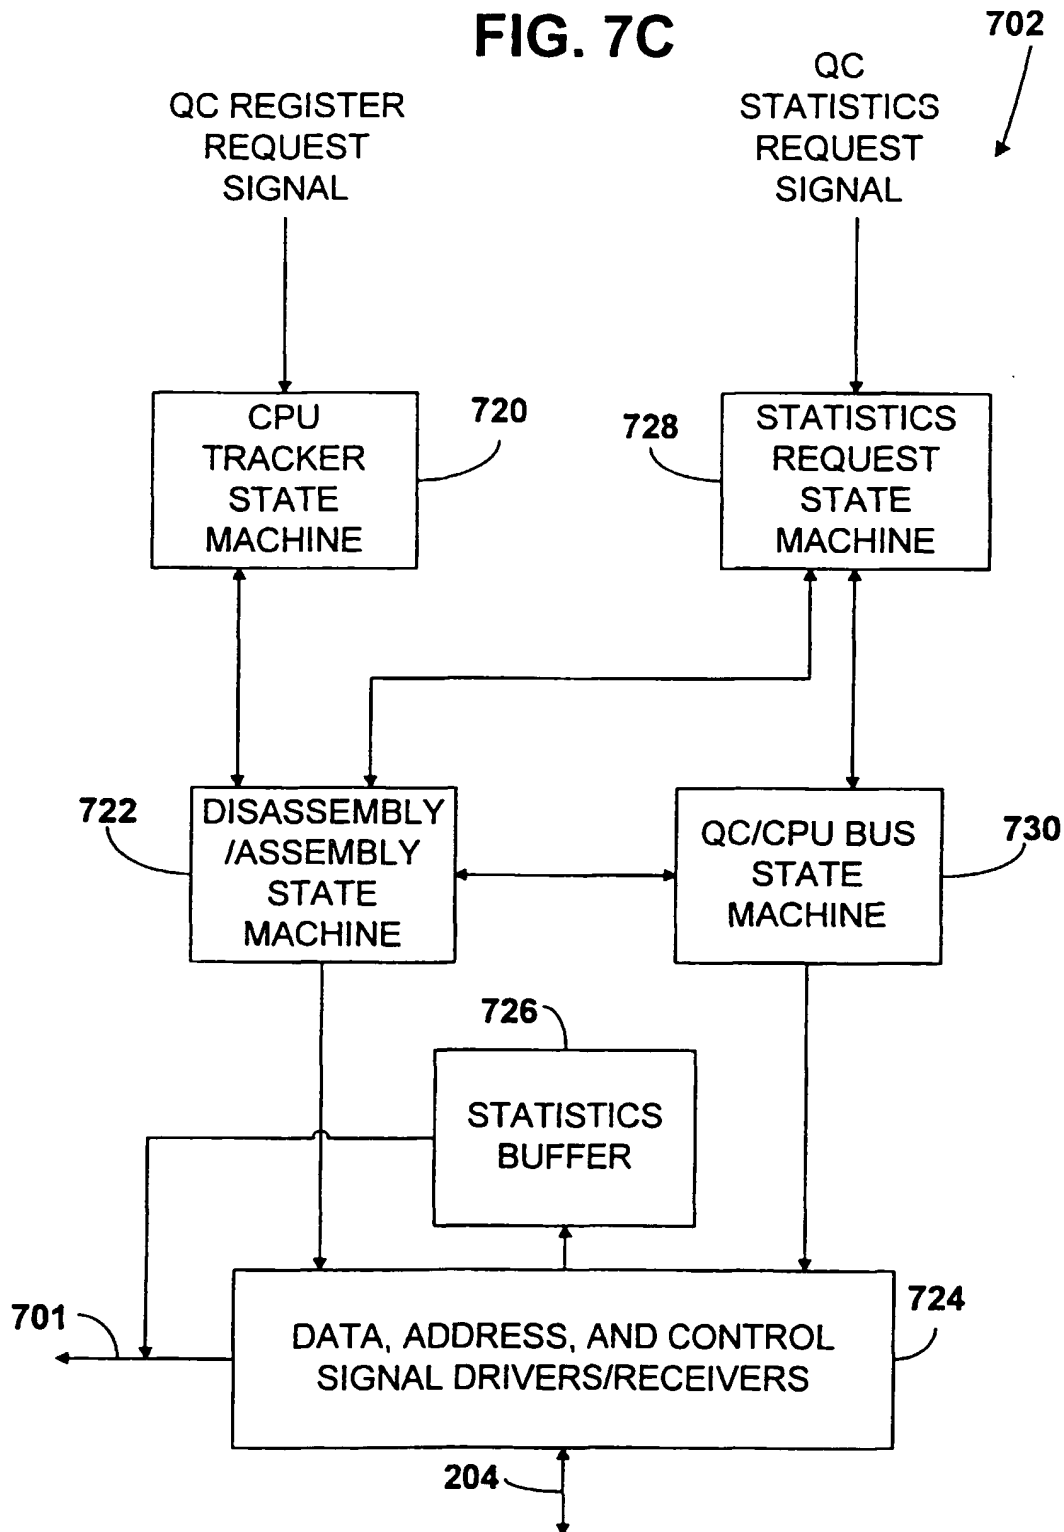 FIG. 7C
702
QC REGISTER
REQUEST
SIGNAL
QC
STATISTICS
REQUEST
SIGNAL
CPU
TRACKER
STATE
MACHINE
720
728
STATISTICS
REQUEST
STATE
MACHINE
722
DISASSEMBLY
/ASSEMBLY
STATE
MACHINE
QC/CPU BUS
STATE
MACHINE
730
726
STATISTICS
BUFFER
701
DATA, ADDRESS, AND CONTROL
SIGNAL DRIVERS/RECEIVERS
724
204